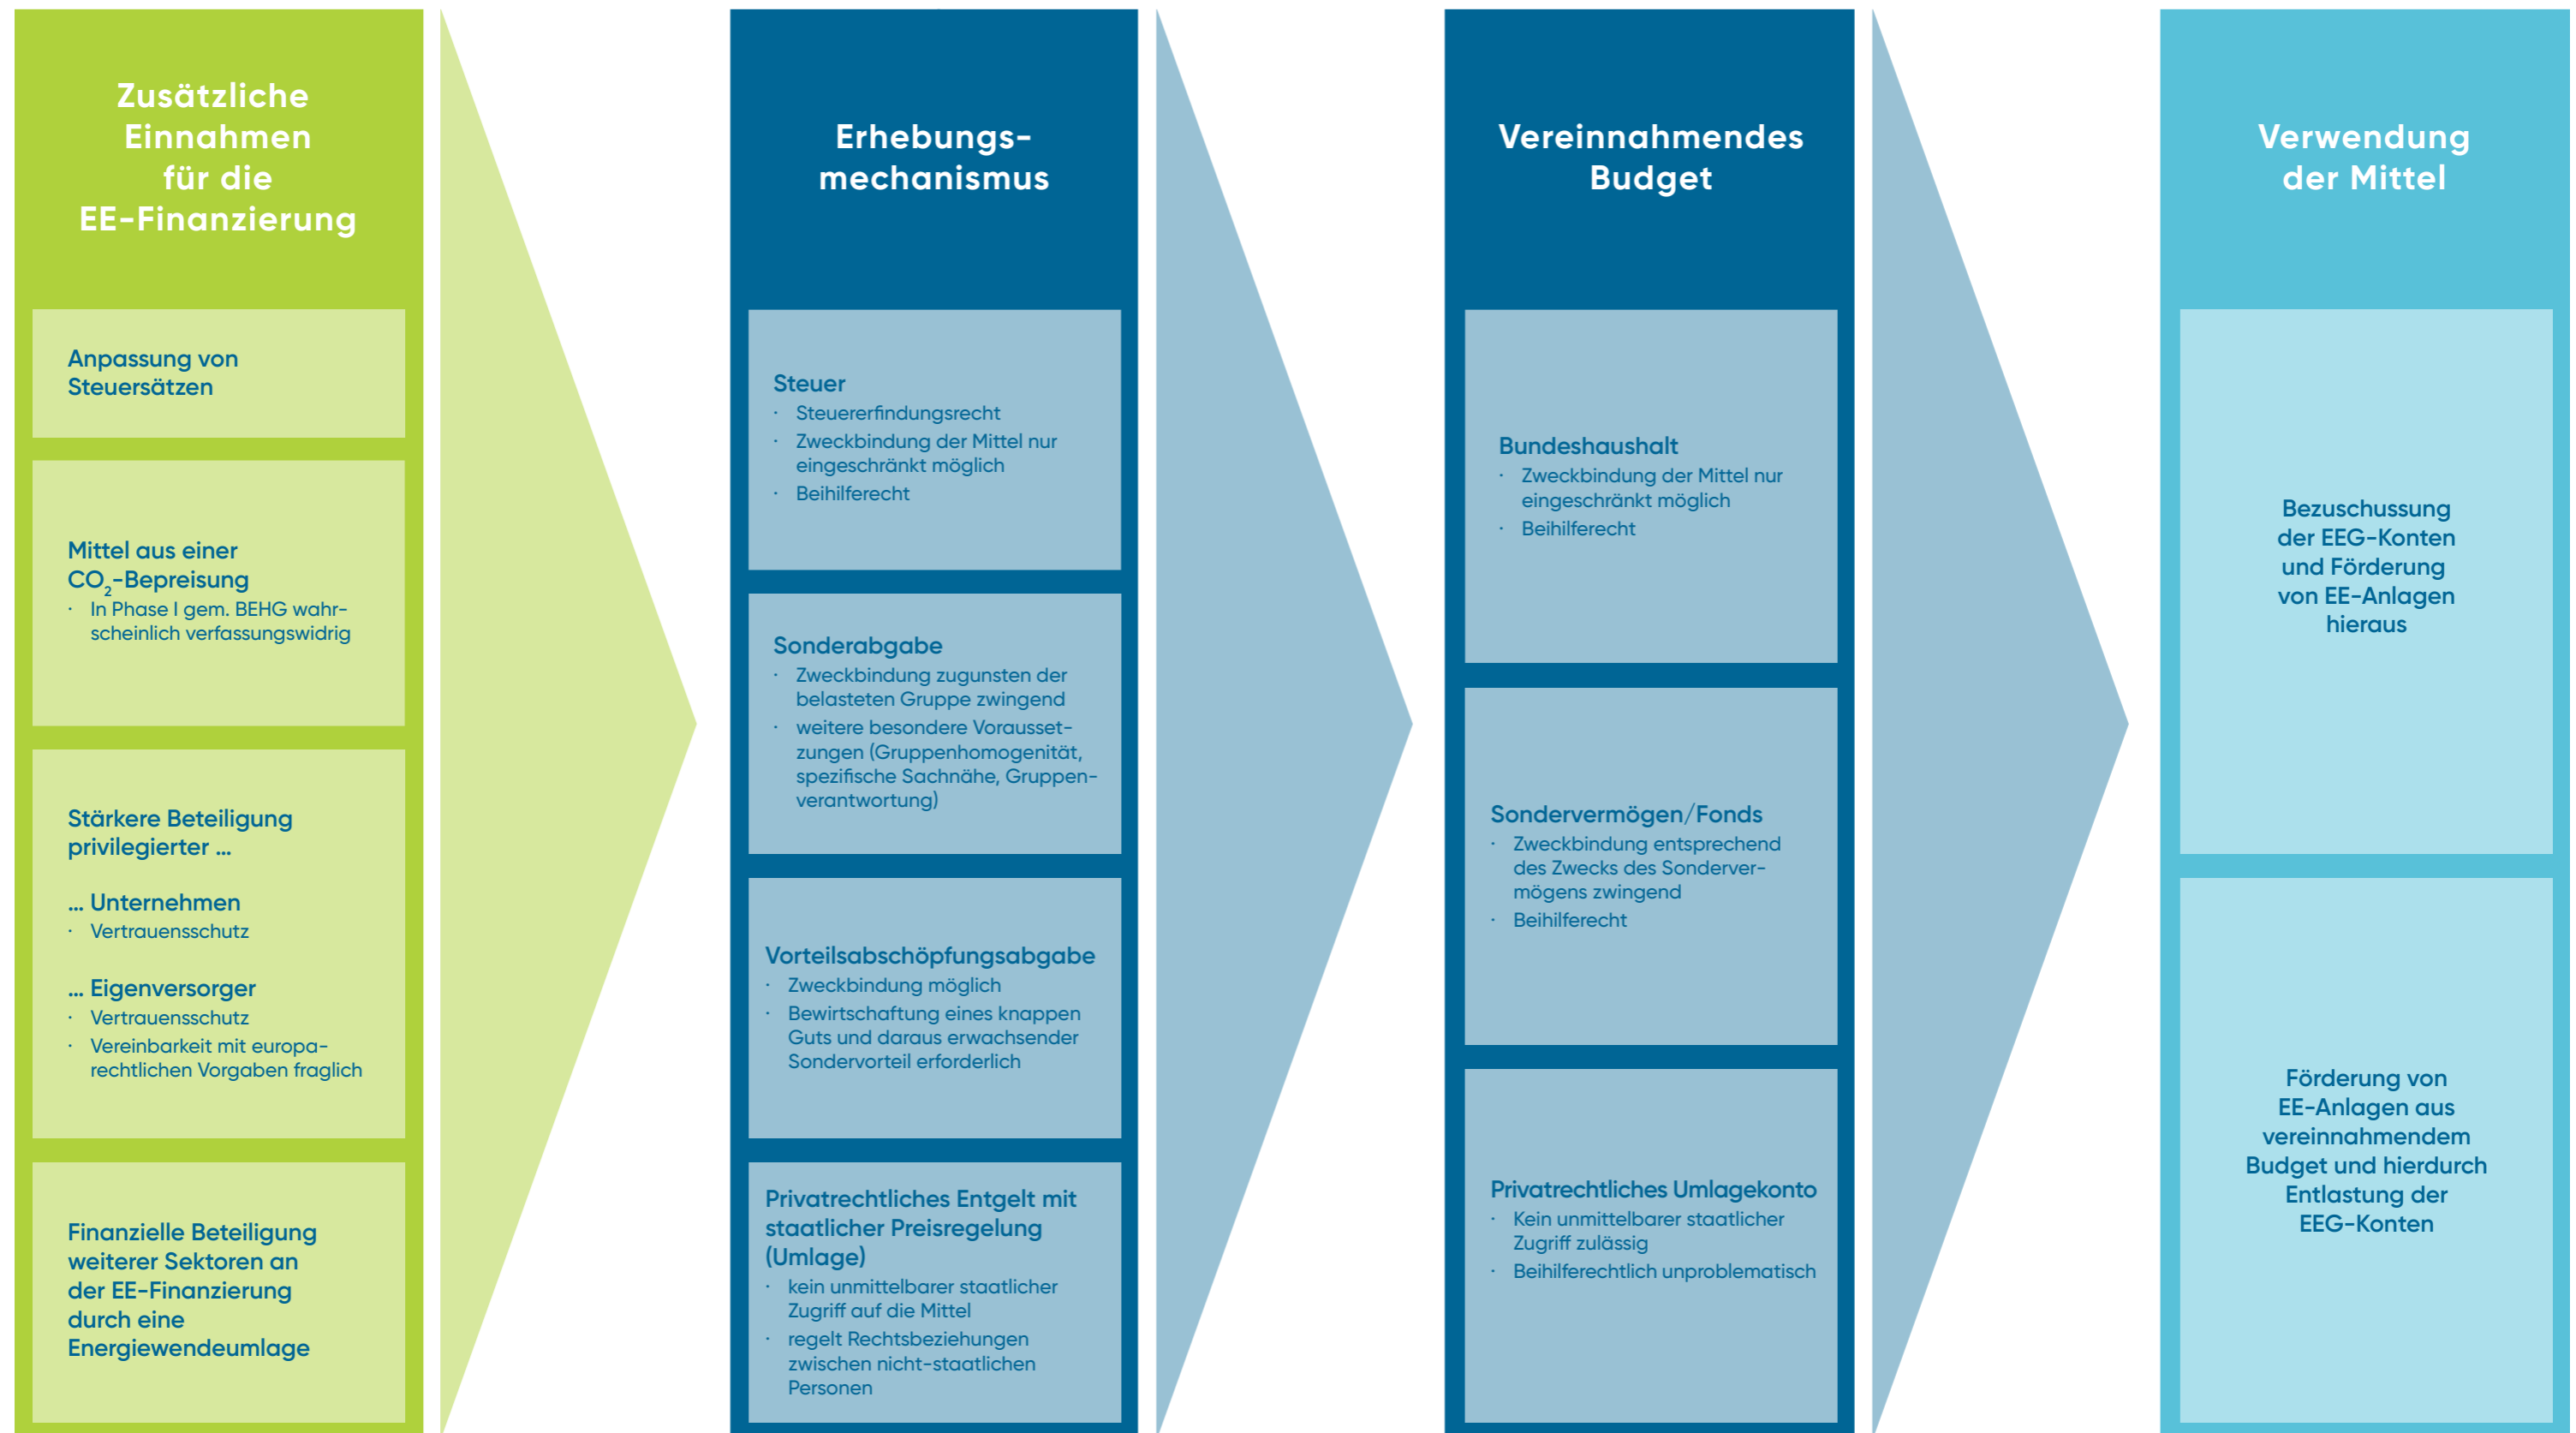 Zusätzliche
Einnahmen
für die
EE-Finanzierung
Anpassung von
Steuersätzen
Mittel aus einer
CO₂-Bepreisung
· In Phase I gem. BEHG wahr-
scheinlich verfassungswidrig
Stärkere Beteiligung
privilegierter ...
... Unternehmen
· Vertrauensschutz
... Eigenversorger
· Vertrauensschutz
· Vereinbarkeit mit europa-
rechtlichen Vorgaben fraglich
Finanzielle Beteiligung
weiterer Sektoren an
der EE-Finanzierung
durch eine
Energiewendeumlage
Erhebungs-
mechanismus
Steuer
· Steuererfindungsrecht
· Zweckbindung der Mittel nur
eingeschränkt möglich
· Beihilferecht
Sonderabgabe
· Zweckbindung zugunsten der
belasteten Gruppe zwingend
· weitere besondere Vorausset-
zungen (Gruppenhomogenität,
spezifische Sachnähe, Gruppen-
verantwortung)
Vorteilsabschöpfungsabgabe
· Zweckbindung möglich
· Bewirtschaftung eines knappen
Guts und daraus erwachsender
Sondervorteil erforderlich
Privatrechtliches Entgelt mit
staatlicher Preisregelung
(Umlage)
· kein unmittelbarer staatlicher
Zugriff auf die Mittel
· regelt Rechtsbeziehungen
zwischen nicht-staatlichen
Personen
Vereinnahmendes
Budget
Bundeshaushalt
· Zweckbindung der Mittel nur
eingeschränkt möglich
· Beihilferecht
Sondervermögen/Fonds
· Zweckbindung entsprechend
des Zwecks des Sonderver-
mögens zwingend
· Beihilferecht
Privatrechtliches Umlagekonto
· Kein unmittelbarer staatlicher
Zugriff zulässig
· Beihilferechtlich unproblematisch
Verwendung
der Mittel
Bezuschussung
der EEG-Konten
und Förderung
von EE-Anlagen
hieraus
Förderung von
EE-Anlagen aus
vereinnahmendem
Budget und hierdurch
Entlastung der
EEG-Konten